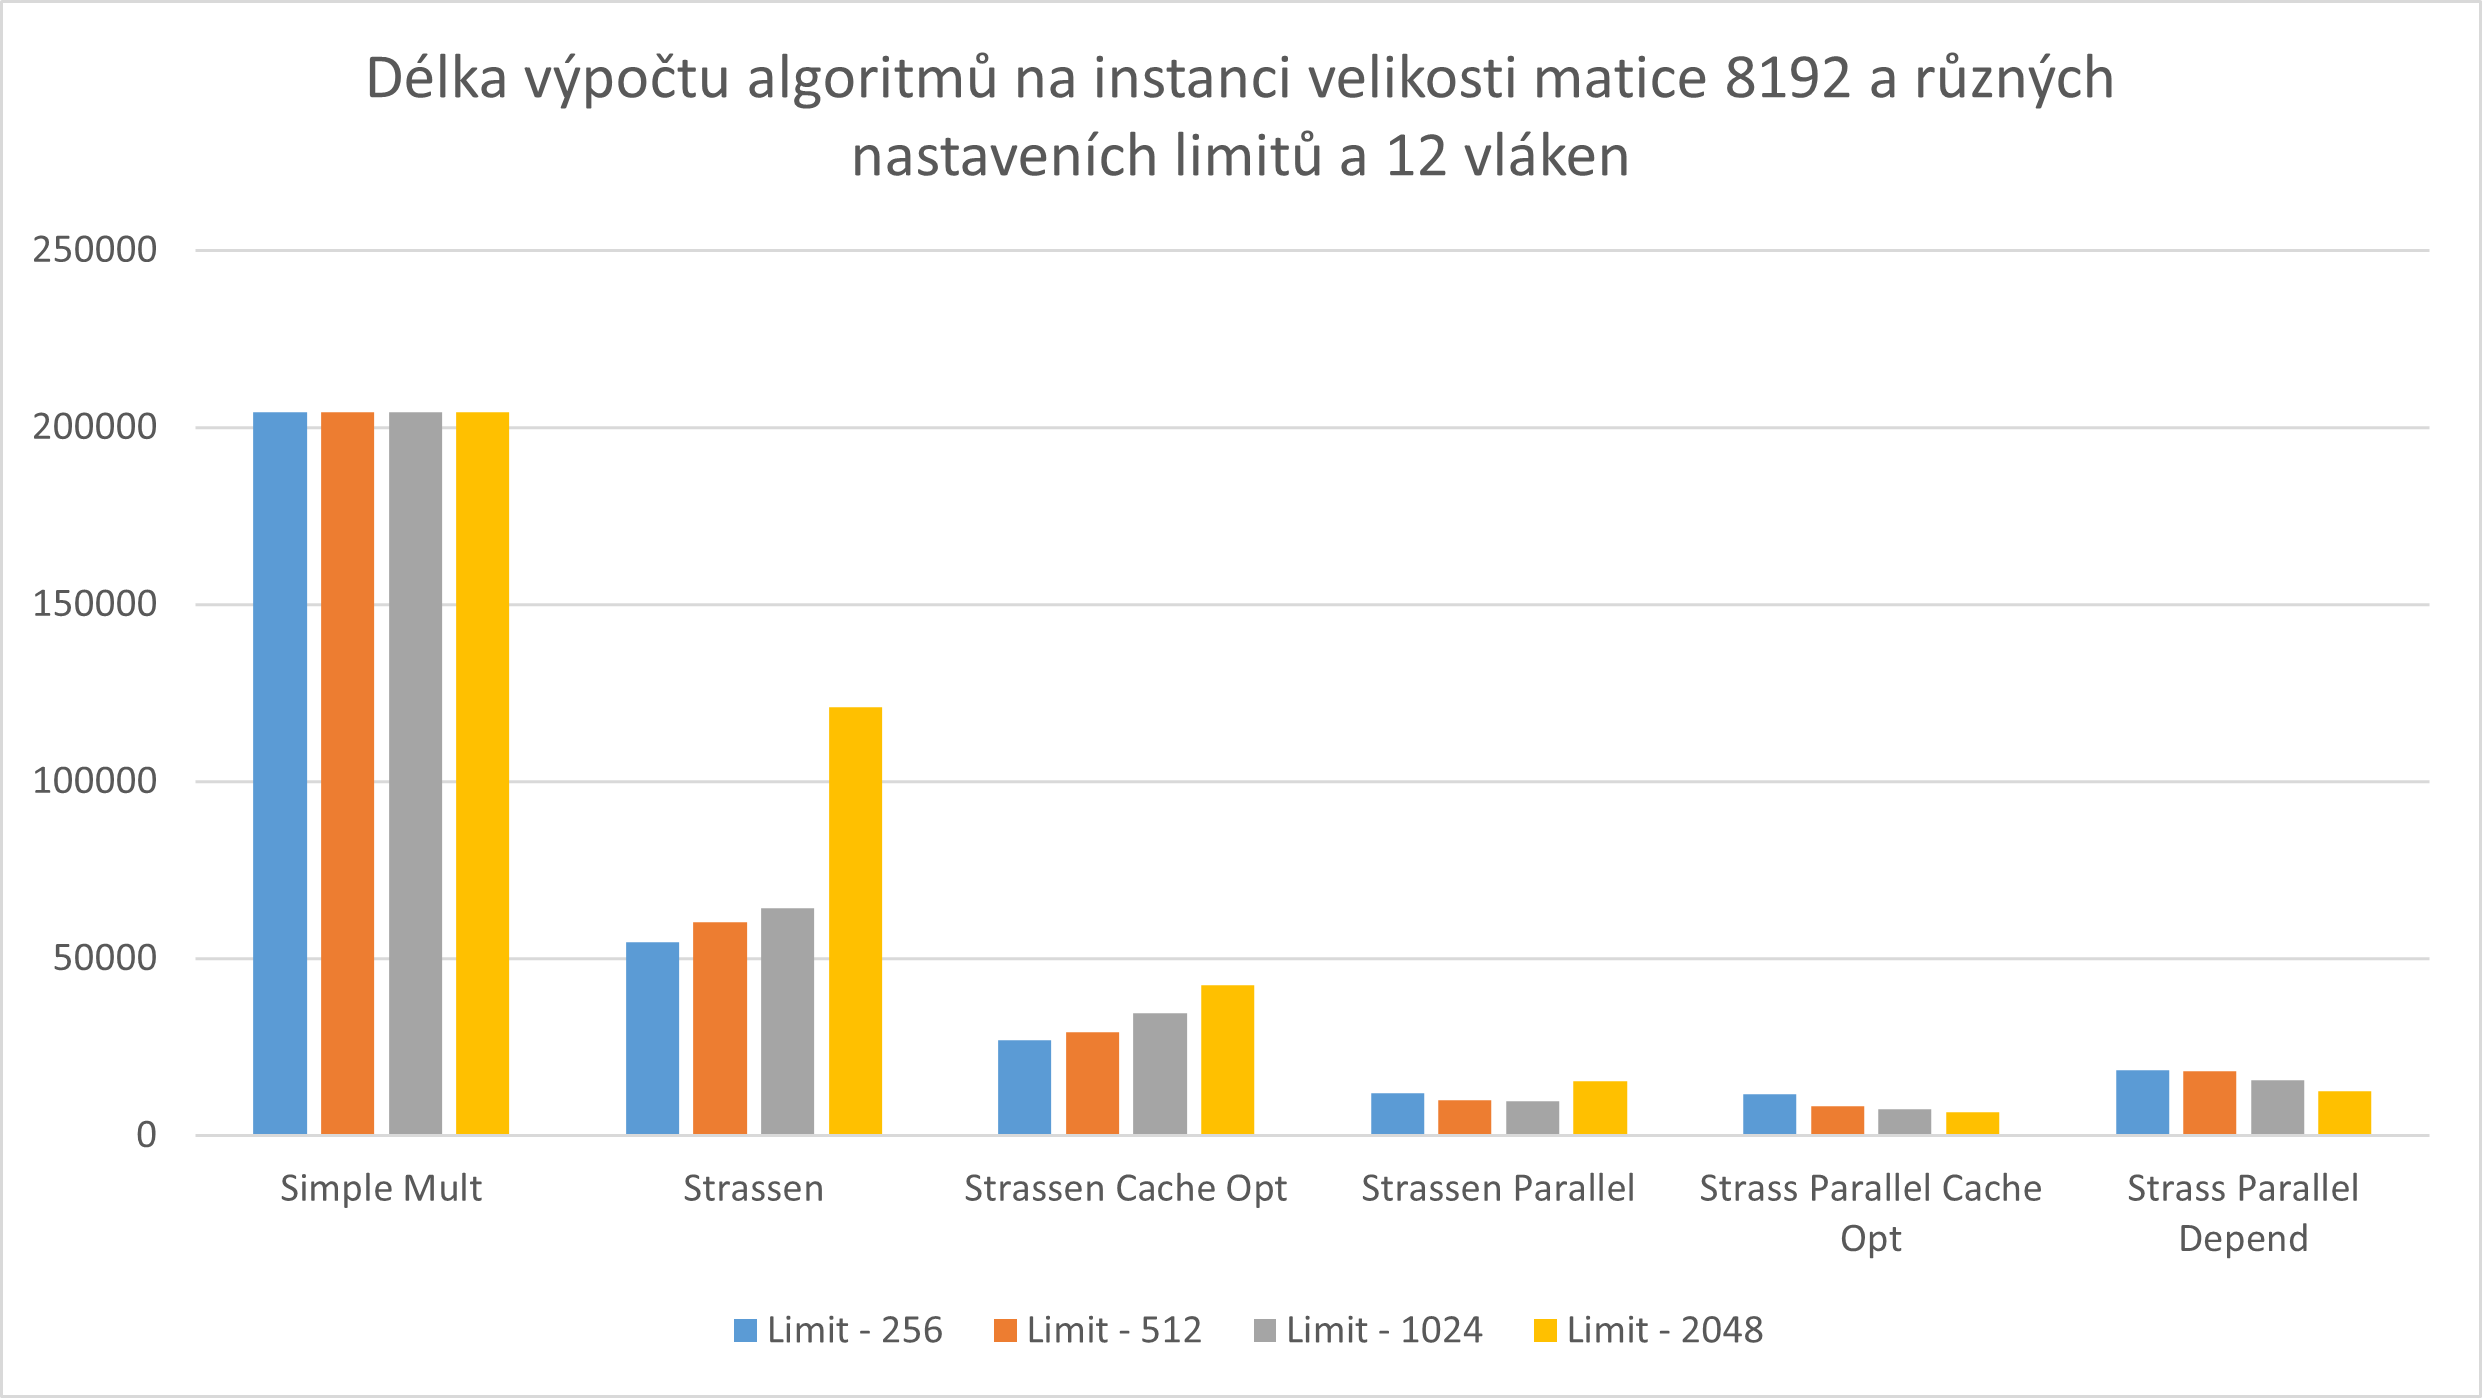 Délka výpočtu algoritmů na instanci velikosti matice 8192 a různých
nastaveních limitů a 12 vláken
250000
200000
150000
100000
50000
0
Simple Mult
Strassen
Strassen Cache Opt
Strassen Parallel
Strass Parallel Cache
Opt
Strass Parallel
Depend
Limit - 256
Limit - 512
Limit - 1024
Limit - 2048